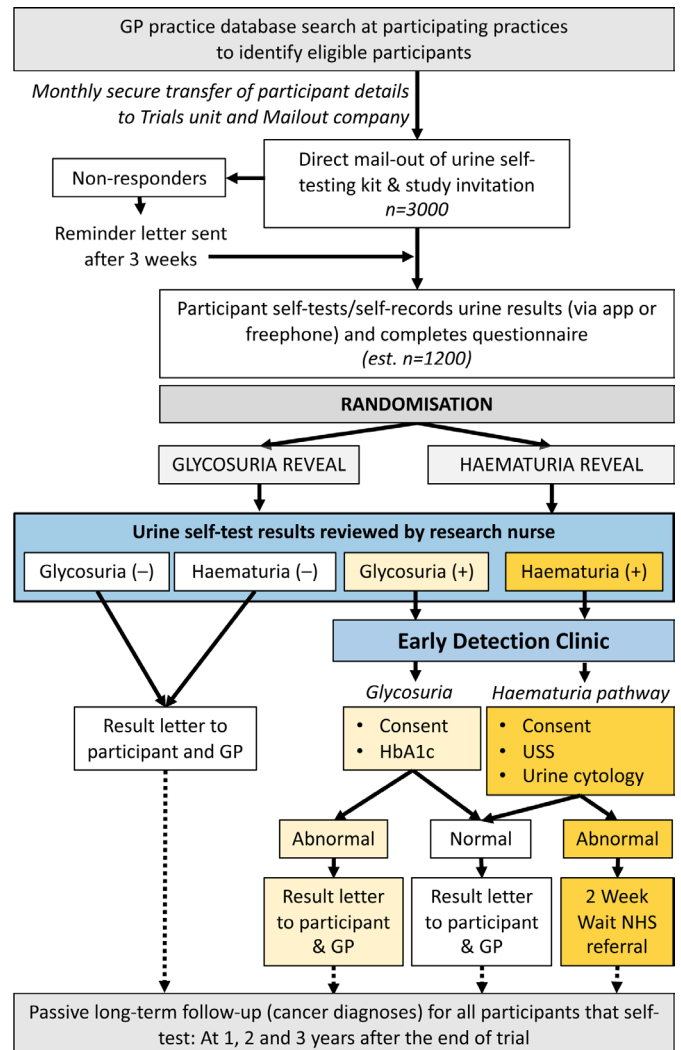 GP practice database search at participating practices
to identify eligible participants
Monthly secure transfer of participant details
to Trials unit and Mailout company
Direct mail-out of urine self-
testing kit & study invitation
n=3000
Non-responders
Reminder letter sent
after 3 weeks
Participant self-tests/self-records urine results (via app or
freephone) and completes questionnaire
(est. n=1200)
RANDOMISATION
GLYCOSURIA REVEAL
HAEMATURIA REVEAL
Urine self-test results reviewed by research nurse
Glycosuria (–)
Haematuria (–)
Glycosuria (+)
Haematuria (+)
Early Detection Clinic
Glycosuria
Haematuria pathway
Result letter to
participant and GP
• Consent
• HbA1c
• Consent
• USS
• Urine cytology
Abnormal
Normal
Abnormal
Result letter
to participant
& GP
Result letter
to participant
& GP
2 Week
Wait NHS
referral
Passive long-term follow-up (cancer diagnoses) for all participants that self-
test: At 1, 2 and 3 years after the end of trial